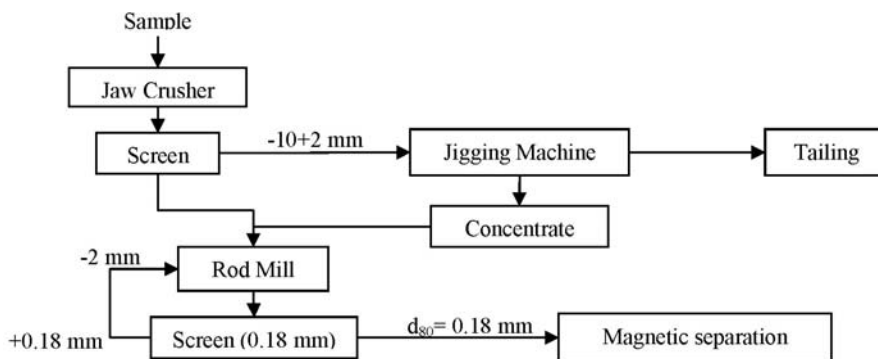 Sample
Jaw Crusher
-10+2 mm
Screen
Jigging Machine
Tailing
Concentrate
-2 mm
Rod Mill
+0.18 mm
Screen (0.18 mm)
d80= 0.18 mm
Magnetic separation